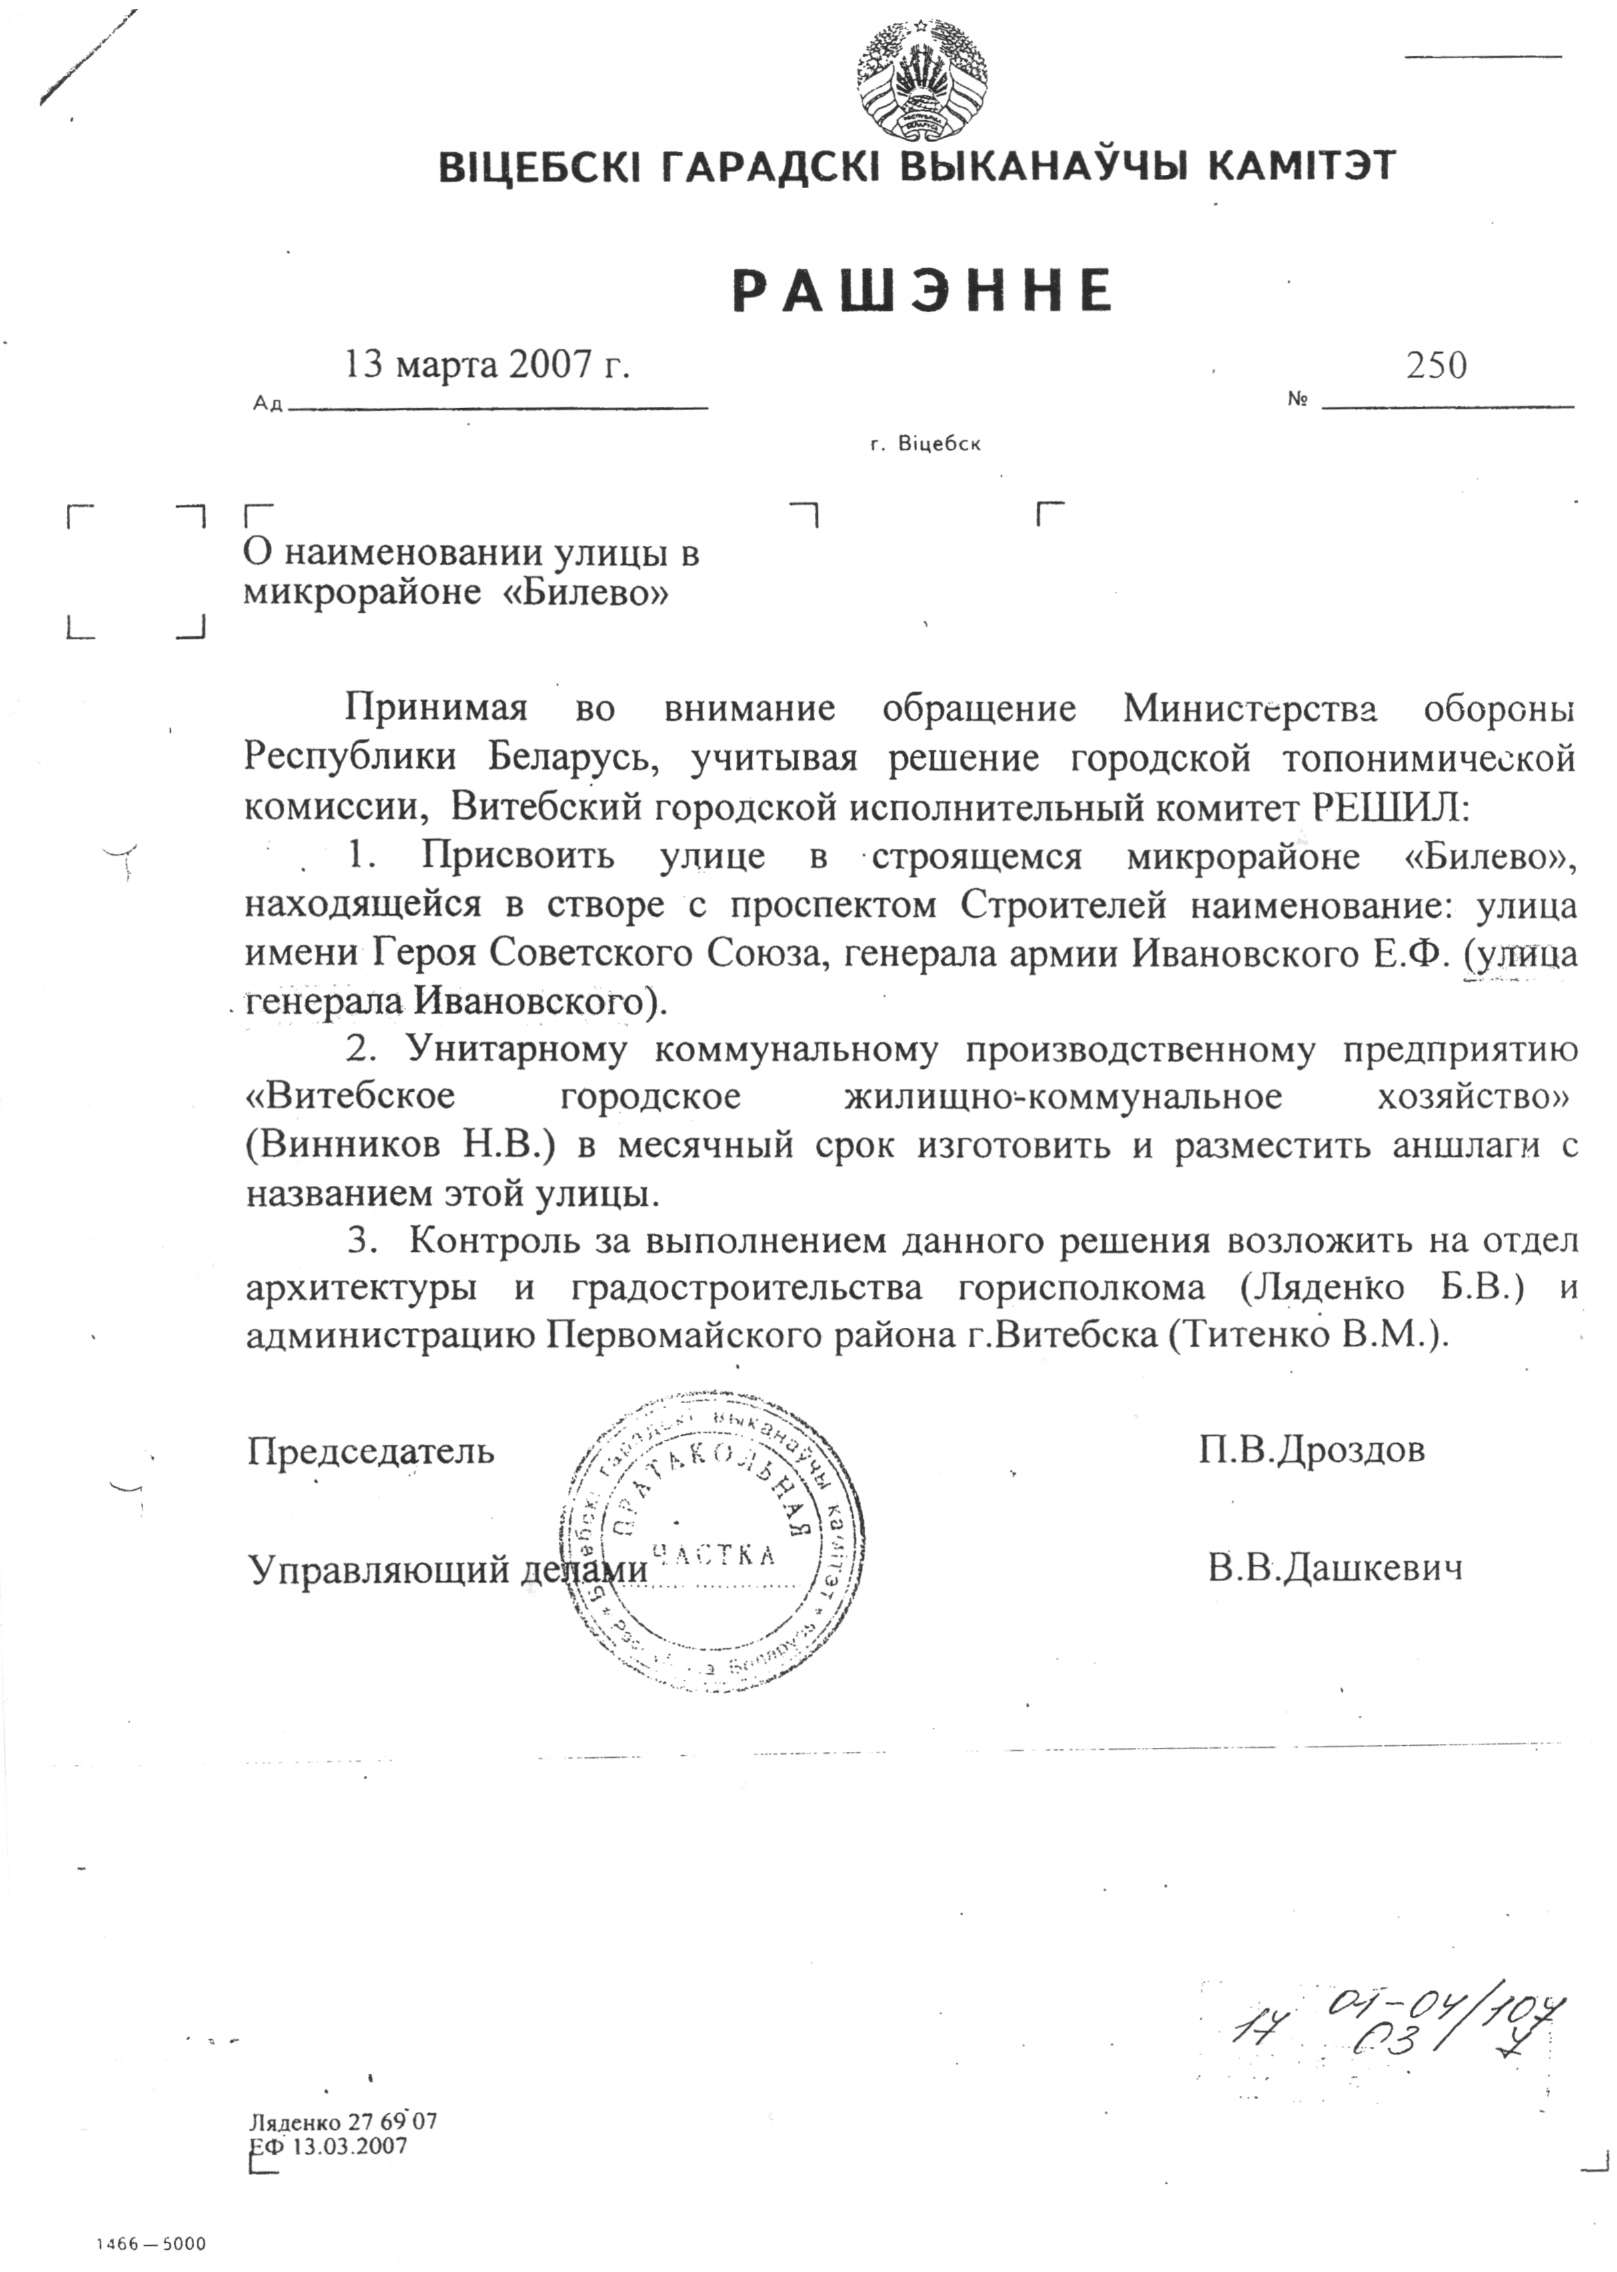 РЭСПУБЛІКА
БЕЛАРУСЬ
ВІЦЕБСКІ ГАРАДСКІ ВЫКАНАЎЧЫ КАМІТЭТ
РАШЭННЕ
13 марта 2007 г.
250
Ад
№
г. Віцебск
О наименовании улицы в
микрорайоне «Билево»
Принимая во внимание обращение Министерства обороны
Республики Беларусь, учитывая решение городской топонимической
комиссии, Витебский городской исполнительный комитет РЕШИЛ:
1. Присвоить улице в строящемся микрорайоне «Билево»,
находящейся в створе с проспектом Строителей наименование: улица
имени Героя Советского Союза, генерала армии Ивановского Е.Ф. (улица
генерала Ивановского).
2. Унитарному коммунальному производственному предприятию
«Витебское городское жилищно-коммунальное хозяйство»
(Винников Н.В.) в месячный срок изготовить и разместить аншлаги с
названием этой улицы.
3. Контроль за выполнением данного решения возложить на отдел
архитектуры и градостроительства горисполкома (Ляденко Б.В.) и
администрацию Первомайского района г.Витебска (Титенко В.М.).
Председатель
П.В.Дроздов
гарадскі выканаўчы камітэт
Беларусь
ПРАТАКОЛЬНАЯ
ЧАСТКА
Управляющий делами
В.В.Дашкевич
01-04/107
17 03 7
Ляденко 27 69 07
ЕФ 13.03.2007
1466—5000